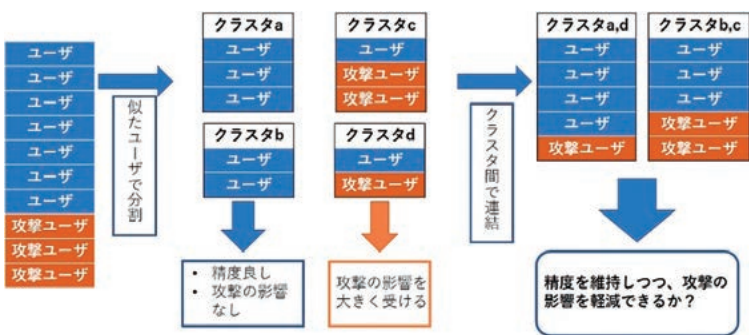 ユーザ
ユーザ
ユーザ
ユーザ
ユーザ
ユーザ
ユーザ
攻撃ユーザ
攻撃ユーザ
攻撃ユーザ
似たユーザで分割
クラスタa
ユーザ
ユーザ
ユーザ
クラスタb
ユーザ
ユーザ
• 精度良し
• 攻撃の影響
なし
クラスタc
ユーザ
攻撃ユーザ
攻撃ユーザ
クラスタd
ユーザ
攻撃ユーザ
攻撃の影響を
大きく受ける
クラスタ間で連結
クラスタa,d
ユーザ
ユーザ
ユーザ
ユーザ
攻撃ユーザ
クラスタb,c
ユーザ
ユーザ
ユーザ
攻撃ユーザ
攻撃ユーザ
精度を維持しつつ、攻撃の
影響を軽減できるか？